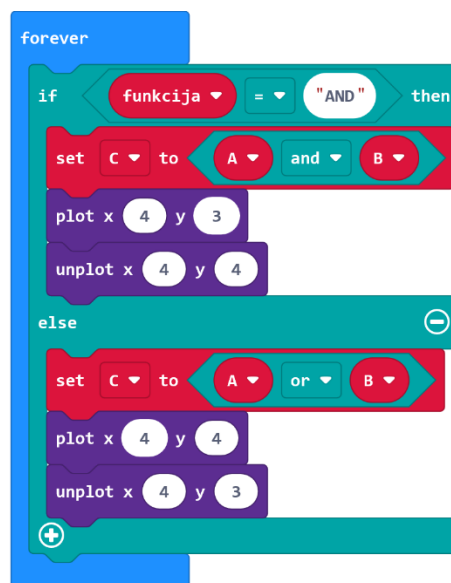 forever
if funkcija = "AND" then
set C to A and B
plot x 4 y 3
unplot x 4 y 4
else
set C to A or B
plot x 4 y 4
unplot x 4 y 3